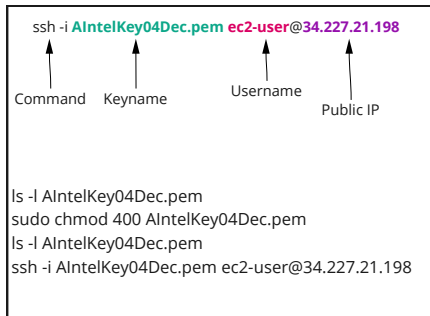 ssh -i AIntelKey04Dec.pem ec2-user@34.227.21.198
Command Keyname Username Public IP
ls -l AIntelKey04Dec.pem
sudo chmod 400 AIntelKey04Dec.pem
ls -l AIntelKey04Dec.pem
ssh -i AIntelKey04Dec.pem ec2-user@34.227.21.198